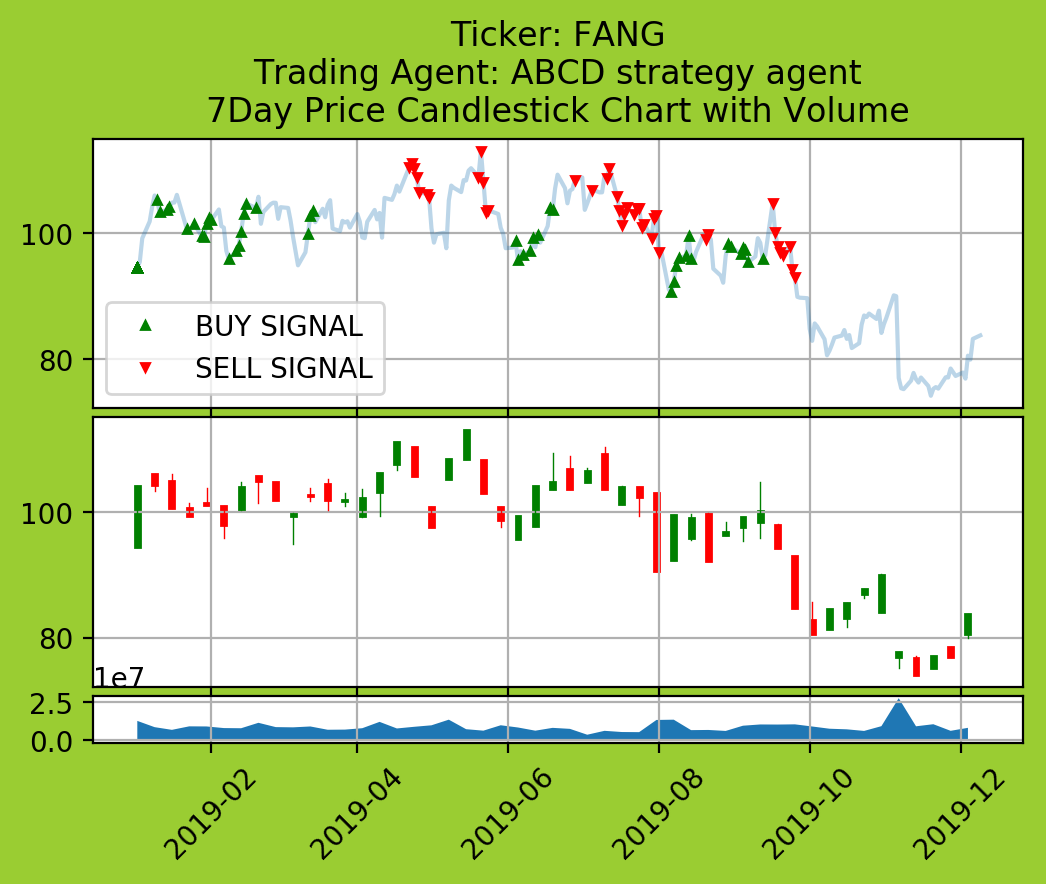 Ticker: FANG
Trading Agent: ABCD strategy agent
7Day Price Candlestick Chart with Volume
100
80
BUY SIGNAL
SELL SIGNAL
100
80
1e7
2.5
0.0
2019-02
2019-04
2019-06
2019-08
2019-10
2019-12